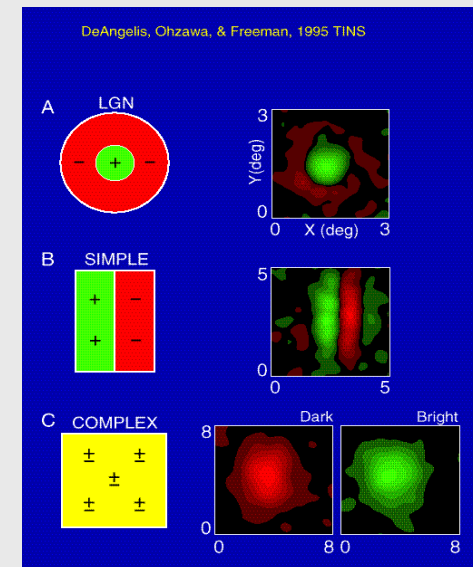 DeAngelis, Ohzawa, & Freeman, 1995 TINS
A LGN
− + −
3
Y(deg)
0
0 X (deg) 3
B SIMPLE
+ −
+ −
5
0
0 5
C COMPLEX
± ±
±
± ±
Dark Bright
8
0
0 8 0 8